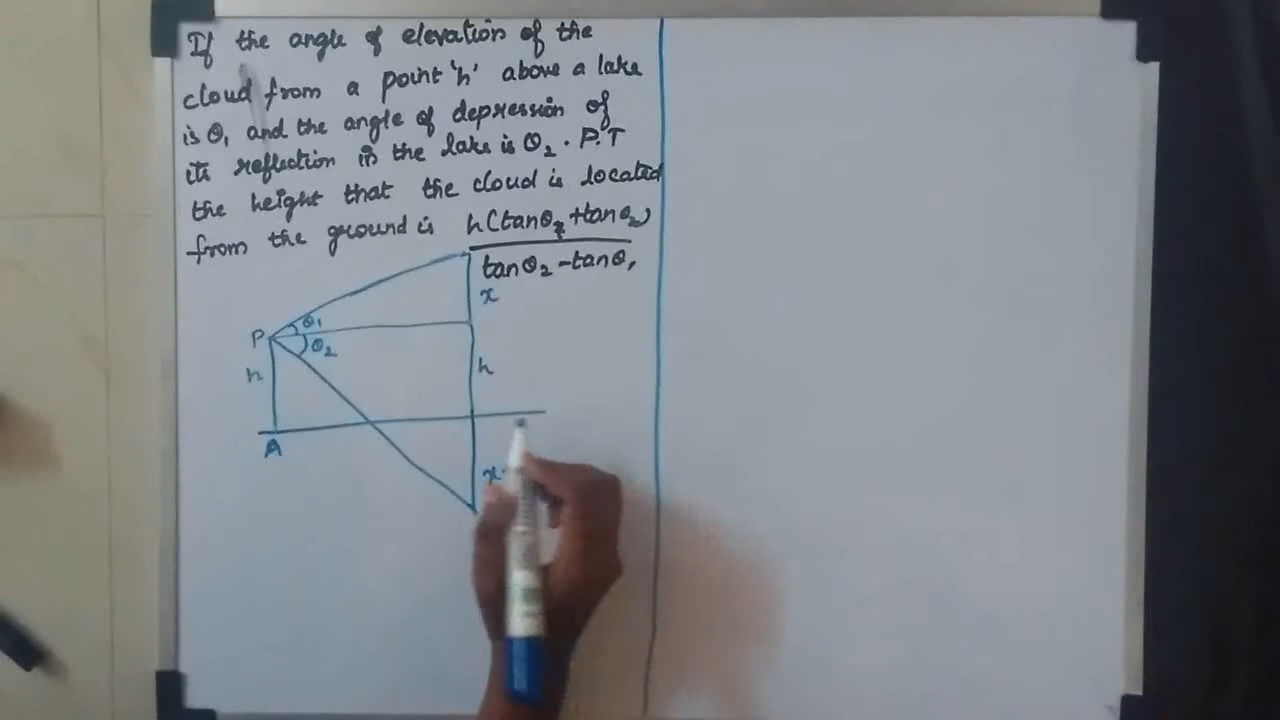 If the angle of elevation of the
cloud from a point 'h' above a lake
is θ₁ and the angle of depression of
its reflection in the lake is θ₂. P.T
the height that the cloud is located
from the ground is h(tanθ₂+tanθ₂)
tanθ₂-tanθ₁
x
P θ₁
θ₂
h h
A
x